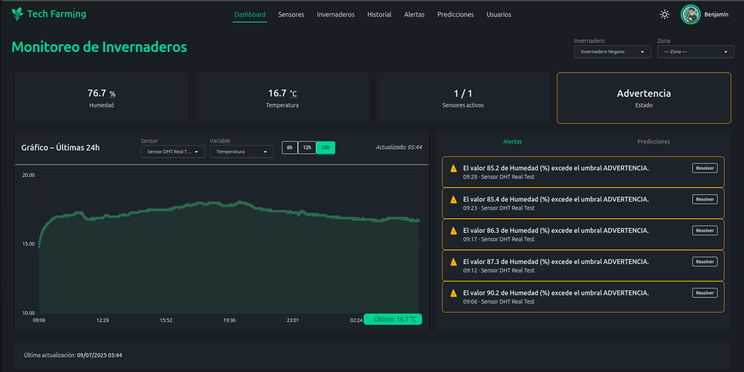 Tech Farming
Dashboard Sensores Invernaderos Historial Alertas Predicciones Usuarios
Benjamín
Monitoreo de Invernaderos
Invernadero Zona
Invernadero Vegano — Zona —
76.7 %
Humedad
16.7 °C
Temperatura
1 / 1
Sensores activos
Advertencia
Estado
Gráfico – Últimas 24h
Sensor Variable
Sensor DHT Real T... Temperatura
6h 12h 24h
Actualizado: 05:44
20.00
15.00
10.00
09:06 12:29 15:52 19:36 23:01 02:24
Último: 16.7 °C
Alertas Predicciones
El valor 85.2 de Humedad (%) excede el umbral ADVERTENCIA.
09:28 · Sensor DHT Real Test
Resolver
El valor 85.4 de Humedad (%) excede el umbral ADVERTENCIA.
09:23 · Sensor DHT Real Test
Resolver
El valor 86.3 de Humedad (%) excede el umbral ADVERTENCIA.
09:17 · Sensor DHT Real Test
Resolver
El valor 87.3 de Humedad (%) excede el umbral ADVERTENCIA.
09:12 · Sensor DHT Real Test
Resolver
El valor 90.2 de Humedad (%) excede el umbral ADVERTENCIA.
09:06 · Sensor DHT Real Test
Resolver
Última actualización: 09/07/2025 05:44